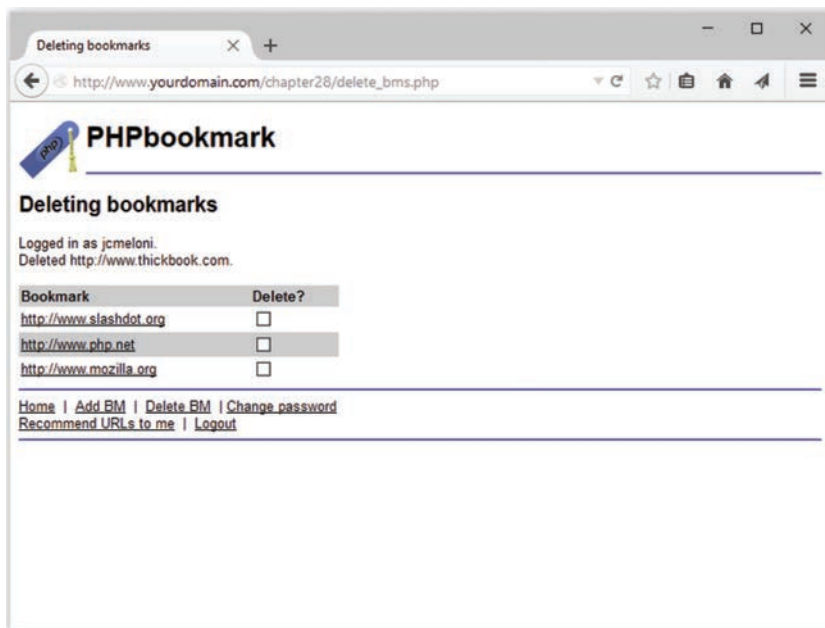 Deleting bookmarks
http://www.yourdomain.com/chapter28/delete_bms.php
php
PHPbookmark
Deleting bookmarks
Logged in as jcmeloni.
Deleted http://www.thickbook.com.
Bookmark Delete?
http://www.slashdot.org
http://www.php.net
http://www.mozilla.org
Home | Add BM | Delete BM | Change password
Recommend URLs to me | Logout